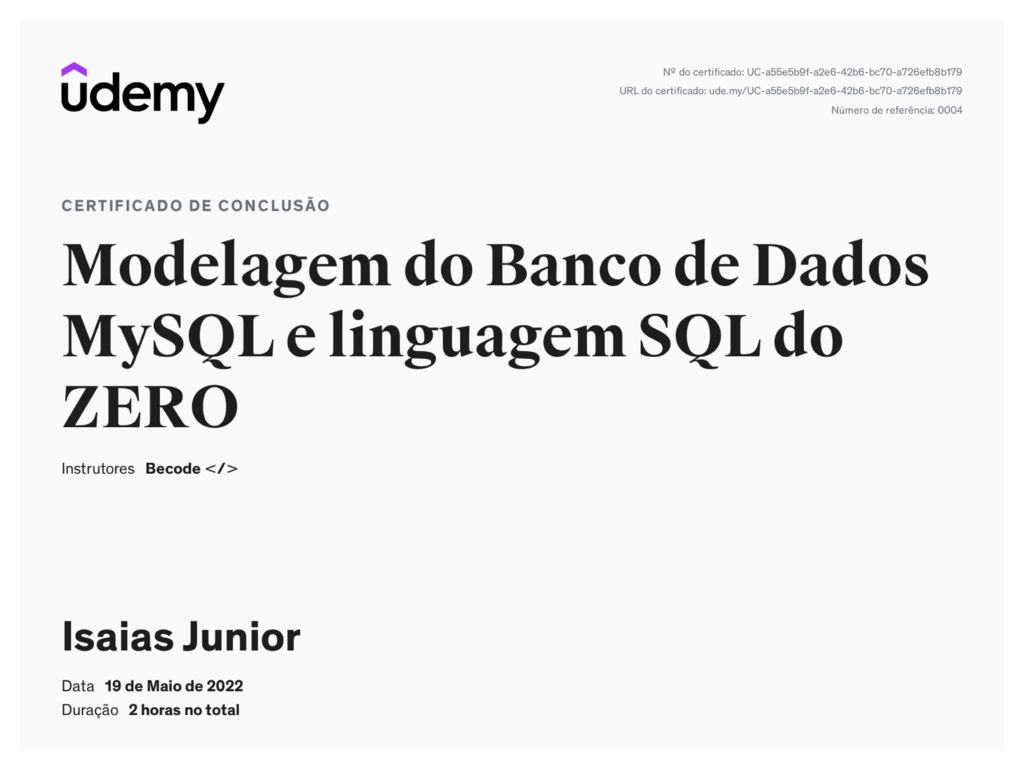 udemy
Nº do certificado: UC-a55e5b9f-a2e6-42b6-bc70-a726efb8b179
URL do certificado: ude.my/UC-a55e5b9f-a2e6-42b6-bc70-a726efb8b179
Número de referência: 0004
CERTIFICADO DE CONCLUSÃO
Modelagem do Banco de Dados
MySQL e linguagem SQL do
ZERO
Instrutores Becode </>
Isaias Junior
Data 19 de Maio de 2022
Duração 2 horas no total